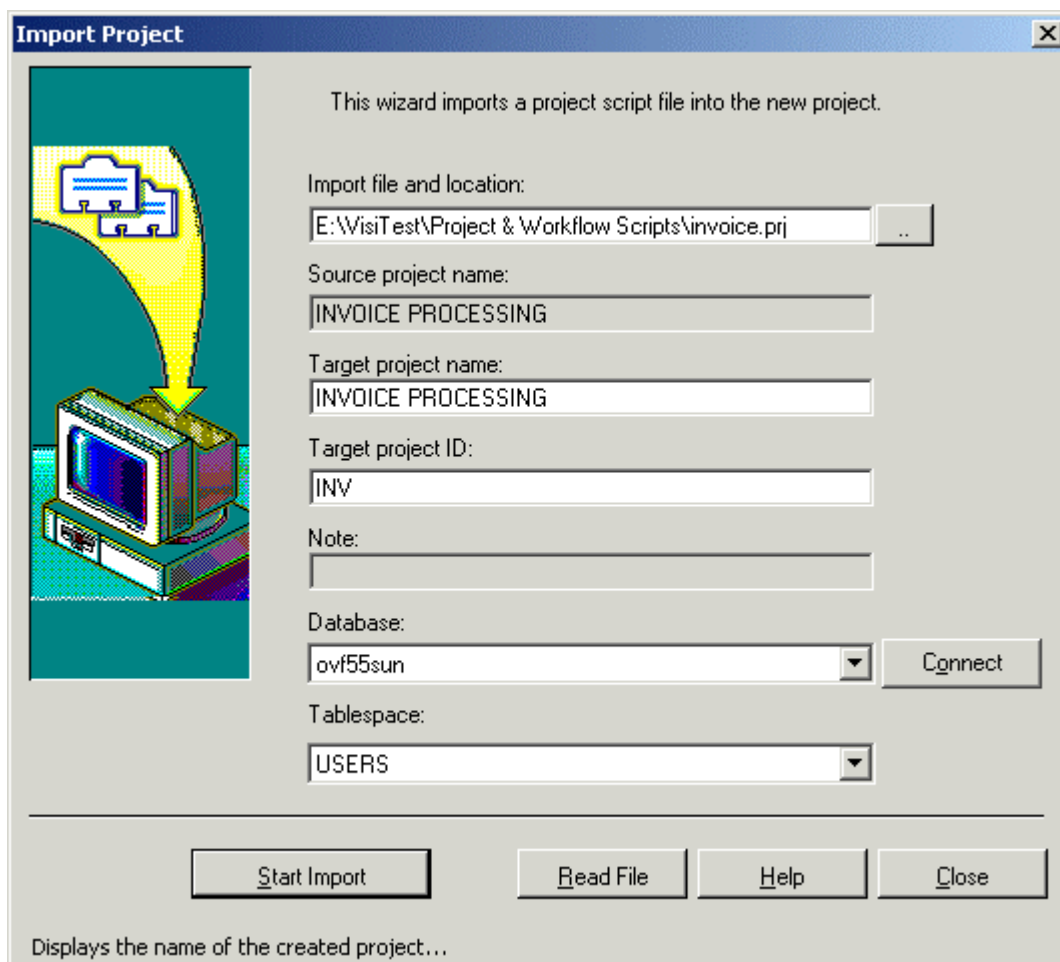 Import Project
This wizard imports a project script file into the new project.
Import file and location:
E:\VisiTest\Project & Workflow Scripts\invoice.prj
..
Source project name:
INVOICE PROCESSING
Target project name:
INVOICE PROCESSING
Target project ID:
INV
Note:
Database:
ovf55sun
Connect
Tablespace:
USERS
Start Import
Read File
Help
Close
Displays the name of the created project...